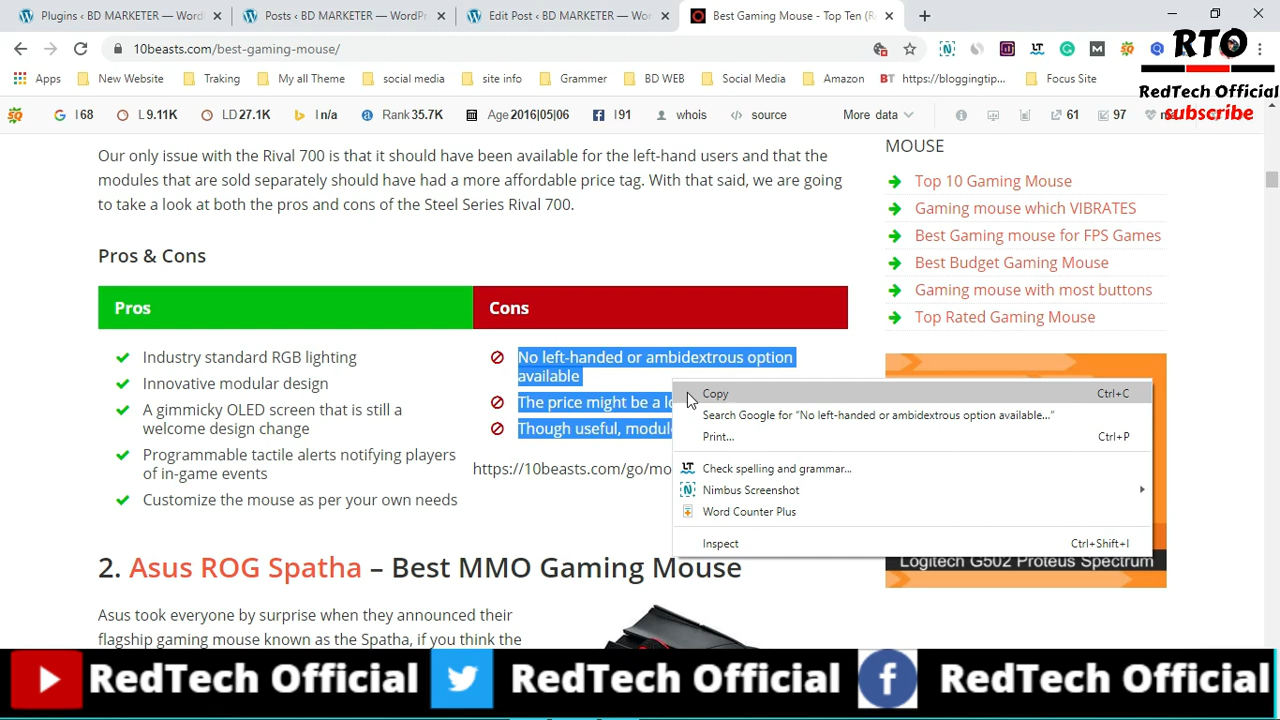 Plugins ‹ BD MARKETER — Word
Posts ‹ BD MARKETER — WordPr
Edit Post ‹ BD MARKETER — Wo
Best Gaming Mouse - Top Ten (R
10beasts.com/best-gaming-mouse/
Apps
New Website
Traking
My all Theme
social media
site info
Grammer
BD WEB
Social Media
Amazon
https://bloggingtip...
Focus Site
RTO
RedTech Official
subscribe
I 68
L 9.11K
LD 27.1K
I n/a
Rank 35.7K
Age 2016|05|06
I 91
whois
source
More data
61
97
Our only issue with the Rival 700 is that it should have been available for the left-hand users and that the
modules that are sold separately should have had a more affordable price tag. With that said, we are going
to take a look at both the pros and cons of the Steel Series Rival 700.
Pros & Cons
Pros
Cons
Industry standard RGB lighting
Innovative modular design
A gimmicky OLED screen that is still a
welcome design change
Programmable tactile alerts notifying players
of in-game events
Customize the mouse as per your own needs
No left-handed or ambidextrous option
available
The price might be a lo
Though useful, module
https://10beasts.com/go/mo
Copy Ctrl+C
Search Google for “No left-handed or ambidextrous option available...”
Print... Ctrl+P
Check spelling and grammar...
Nimbus Screenshot
Word Counter Plus
Inspect Ctrl+Shift+I
MOUSE
Top 10 Gaming Mouse
Gaming mouse which VIBRATES
Best Gaming mouse for FPS Games
Best Budget Gaming Mouse
Gaming mouse with most buttons
Top Rated Gaming Mouse
Logitech G502 Proteus Spectrum
2. Asus ROG Spatha – Best MMO Gaming Mouse
Asus took everyone by surprise when they announced their
flagship gaming mouse known as the Spatha, if you think the
RedTech Official
RedTech Official
RedTech Official